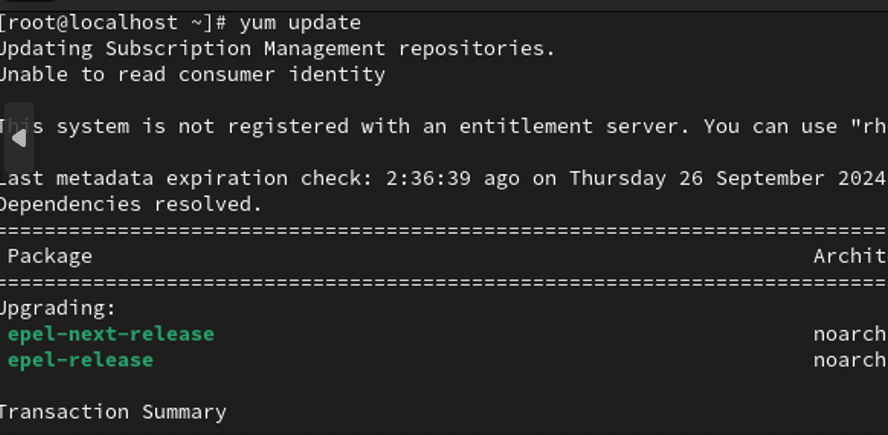 [root@localhost ~]# yum update
Updating Subscription Management repositories.
Unable to read consumer identity
This system is not registered with an entitlement server. You can use "rh
Last metadata expiration check: 2:36:39 ago on Thursday 26 September 2024
Dependencies resolved.
================================================================================
Package Archit
================================================================================
Upgrading:
epel-next-release noarch
epel-release noarch
Transaction Summary